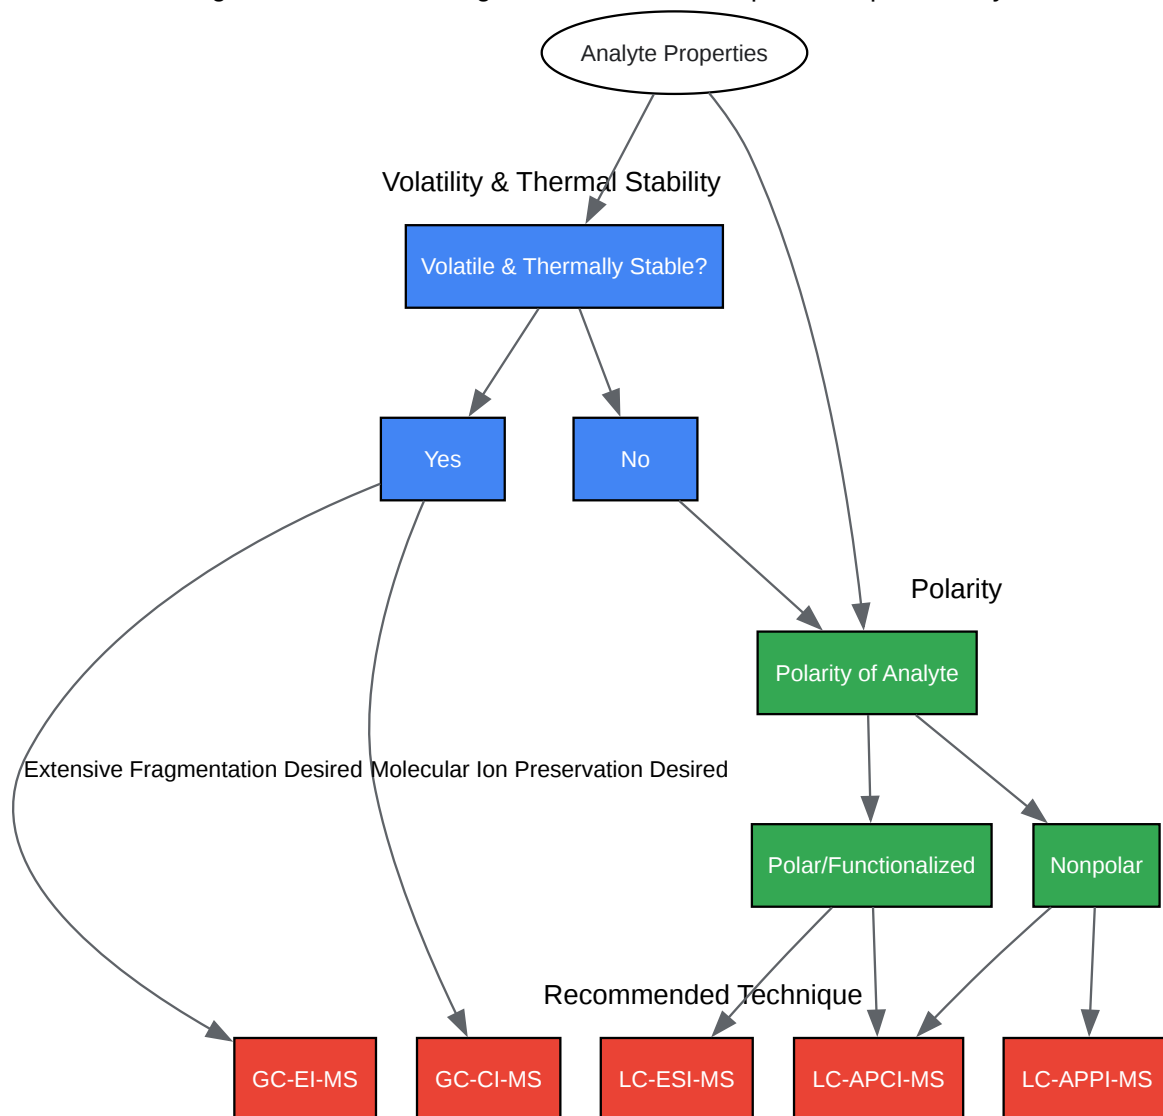 Analyte Properties
Volatility & Thermal Stability
Volatile & Thermally Stable?
Yes
No
Polarity
Polarity of Analyte
Extensive Fragmentation Desired
Molecular Ion Preservation Desired
Polar/Functionalized
Nonpolar
Recommended Technique
GC-EI-MS
GC-CI-MS
LC-ESI-MS
LC-APCI-MS
LC-APPI-MS